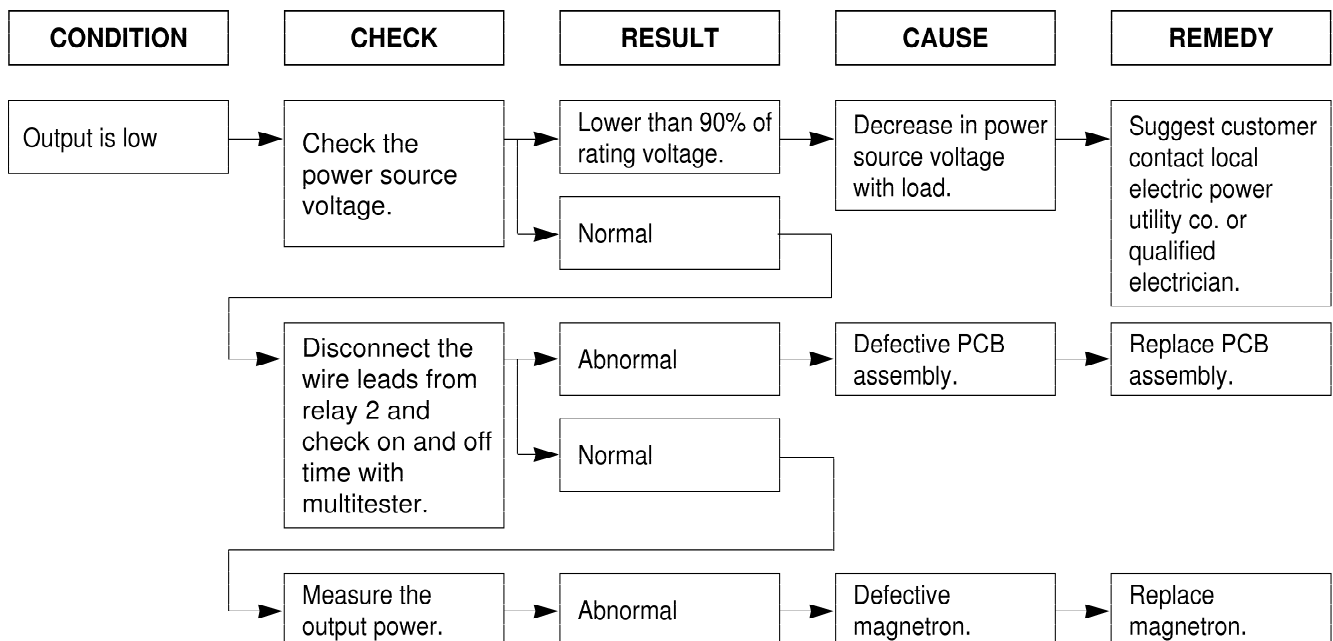 CONDITION
CHECK
RESULT
CAUSE
REMEDY
Output is low
Check the
power source
voltage.
Lower than 90% of
rating voltage.
Decrease in power
source voltage
with load.
Suggest customer
contact local
electric power
utility co. or
qualified
electrician.
Normal
Disconnect the
wire leads from
relay 2 and
check on and off
time with
multitester.
Abnormal
Defective PCB
assembly.
Replace PCB
assembly.
Normal
Measure the
output power.
Abnormal
Defective
magnetron.
Replace
magnetron.